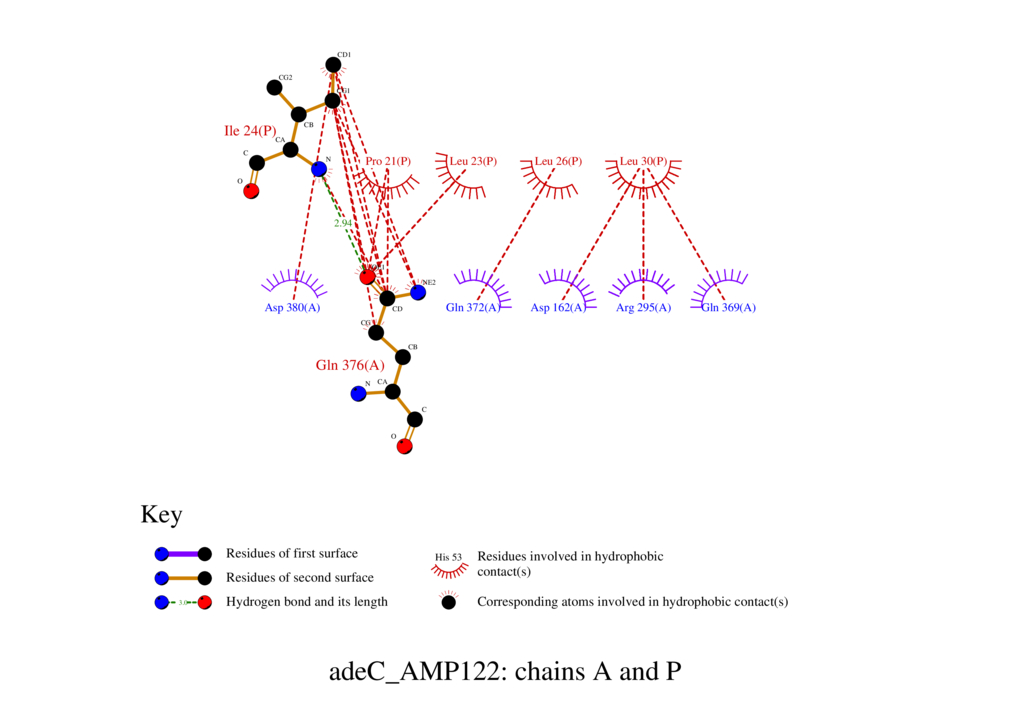 CD1
CG2
CG1
CB
Ile 24(P)
CA
C
N
O
Pro 21(P)
Leu 23(P)
Leu 26(P)
Leu 30(P)
2.94
NE2
Asp 380(A)
CD
Gln 372(A)
Asp 162(A)
Arg 295(A)
Gln 369(A)
CG
CB
Gln 376(A)
N
CA
C
O
Key
Residues of first surface
Residues of second surface
3.0
Hydrogen bond and its length
His 53
Residues involved in hydrophobic
contact(s)
Corresponding atoms involved in hydrophobic contact(s)
adeC_AMP122: chains A and P